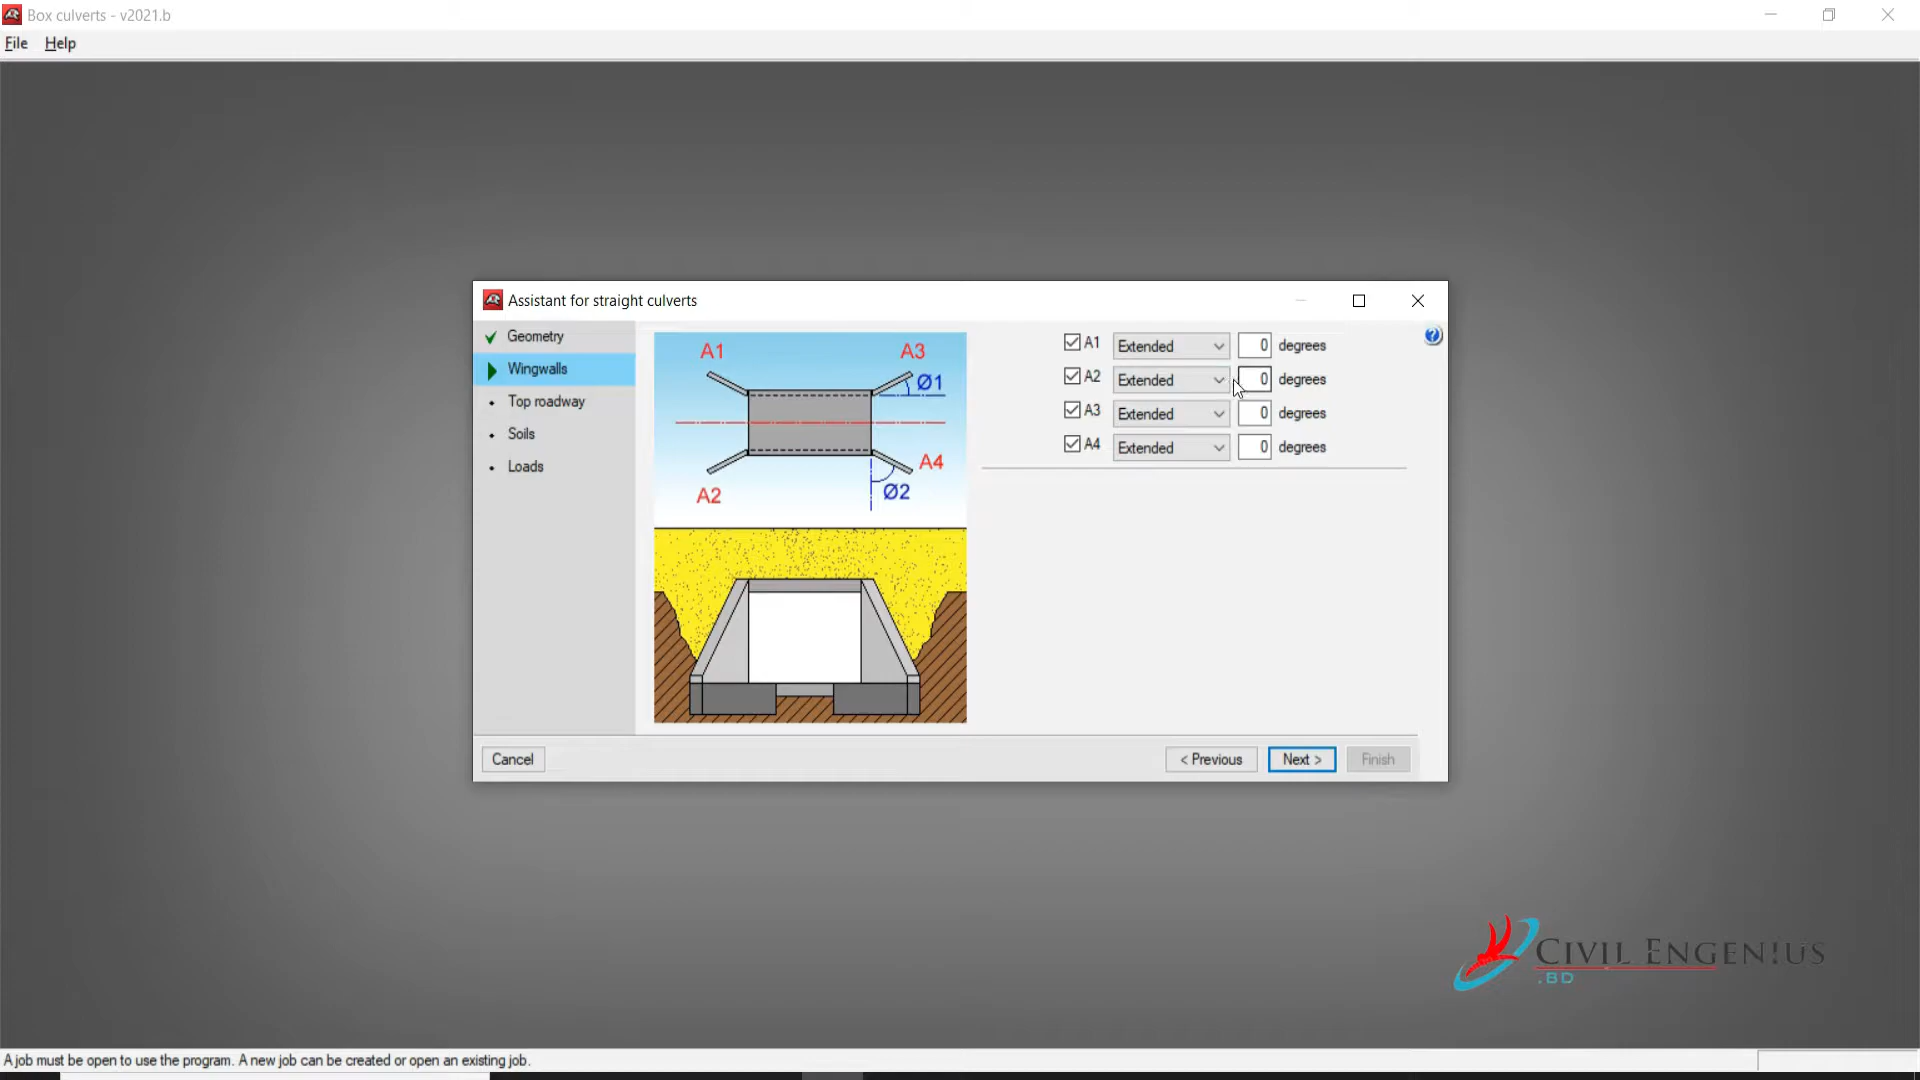 Box culverts - v2021.b
File Help
Assistant for straight culverts
Geometry
Wingwalls
Top roadway
Soils
Loads
A1
A3
Ø1
A4
A2
Ø2
A1 Extended 0 degrees
A2 Extended 0 degrees
A3 Extended 0 degrees
A4 Extended 0 degrees
?
Cancel
< Previous
Next >
Finish
CIVIL ENGEN!US
.BD
A job must be open to use the program. A new job can be created or open an existing job.